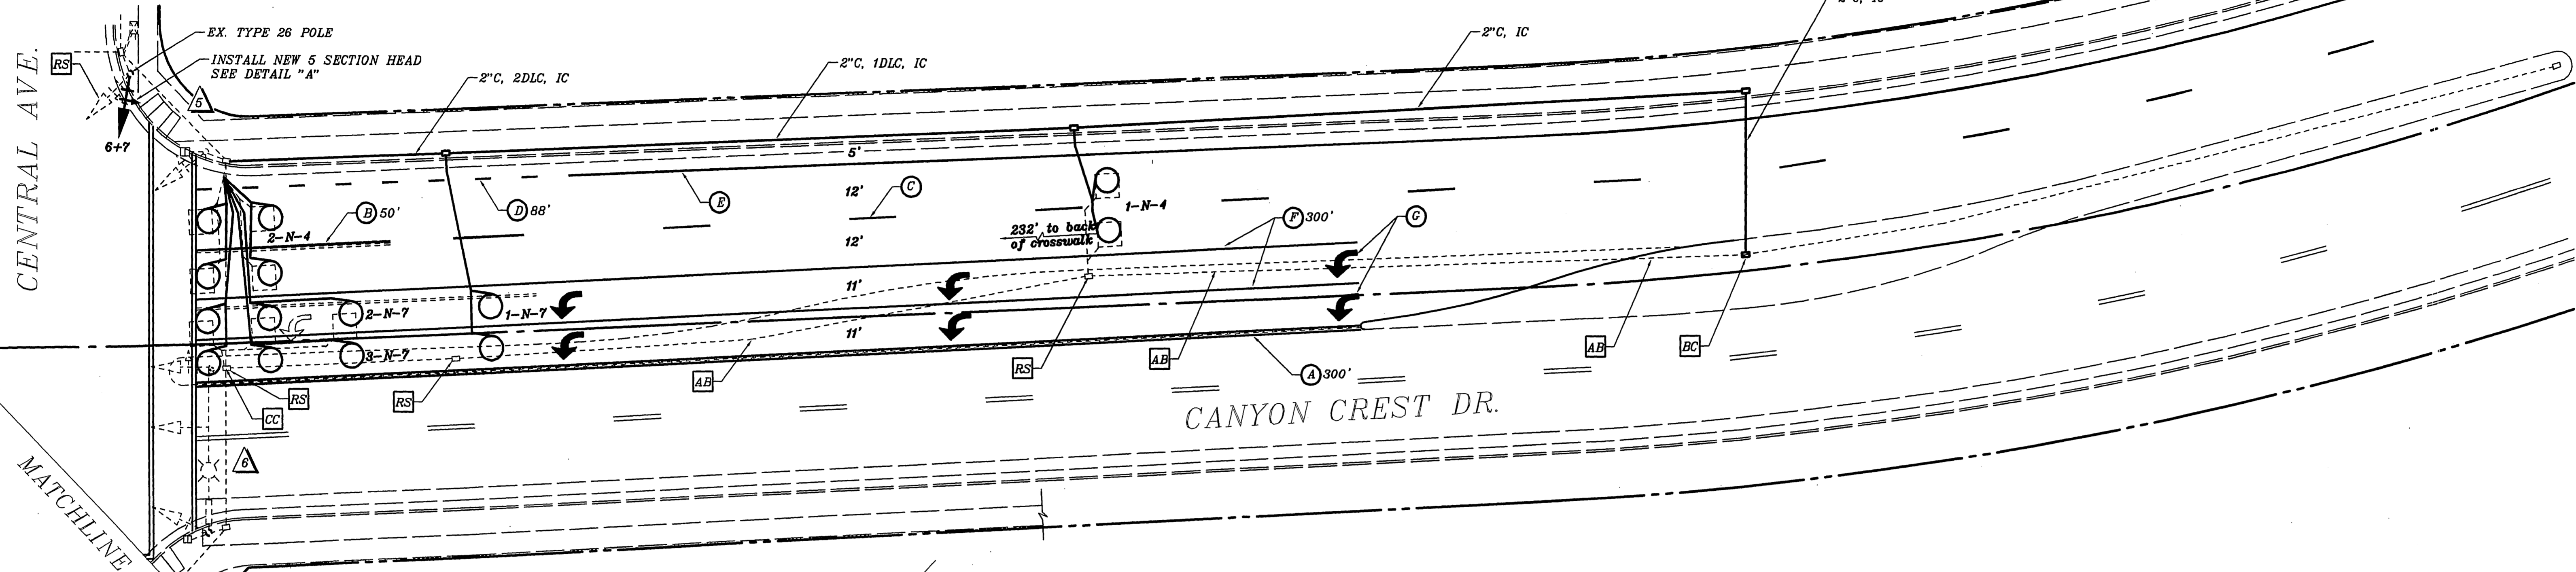 CENTRAL AVE.
RS
EX. TYPE 26 POLE
INSTALL NEW 5 SECTION HEAD
SEE DETAIL "A"
5
6+7
2"C, 2DLC, IC
2"C, 1DLC, IC
2"C, IC
2"C, IC
5'
12'
12'
11'
11'
B 50'
D 88'
E
C
F 300'
G
232' to back
of crosswalk
1-N-4
2-N-4
2-N-7
3-N-7
1-N-7
RS
CC
RS
AB
RS
AB
A 300'
AB
BC
6
CANYON CREST DR.
MATCHLINE